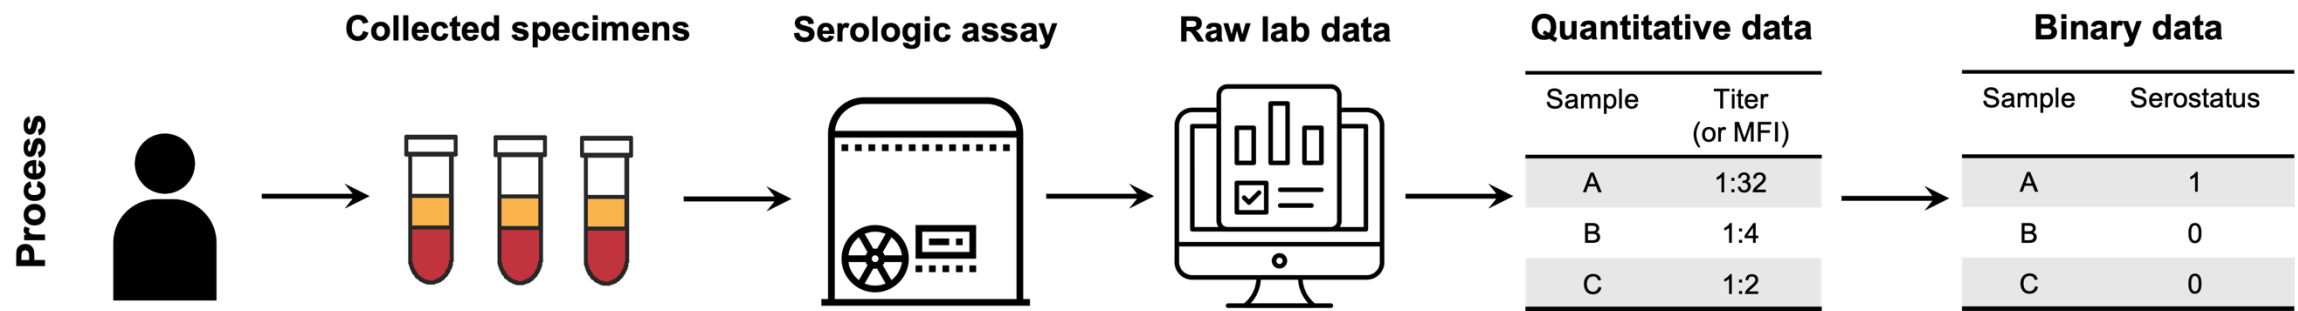 Process
Collected specimens
Serologic assay
Raw lab data
Quantitative data
Sample Titer
(or MFI)
A 1:32
B 1:4
C 1:2
Binary data
Sample Serostatus
A 1
B 0
C 0